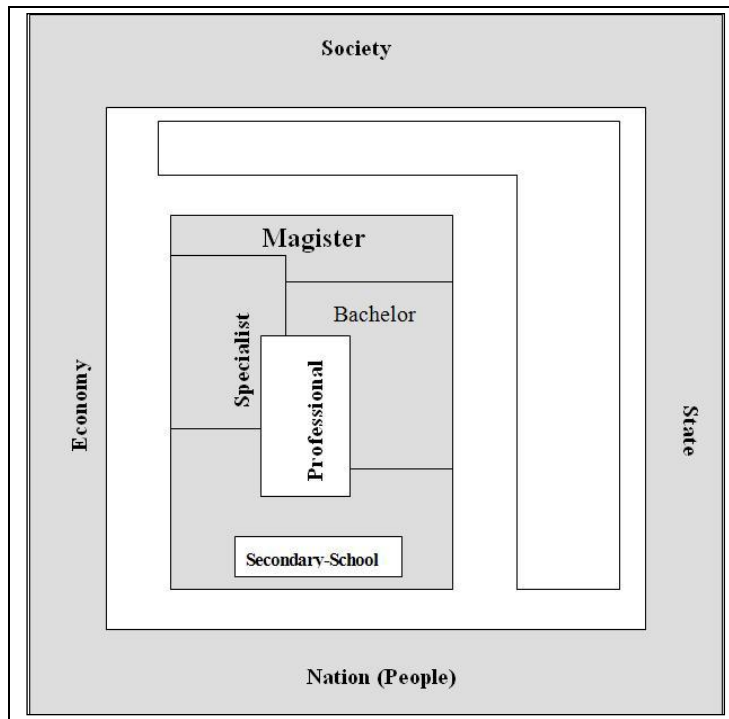 Society
Magister
Bachelor
Specialist
Professional
Economy
State
Secondary-School
Nation (People)